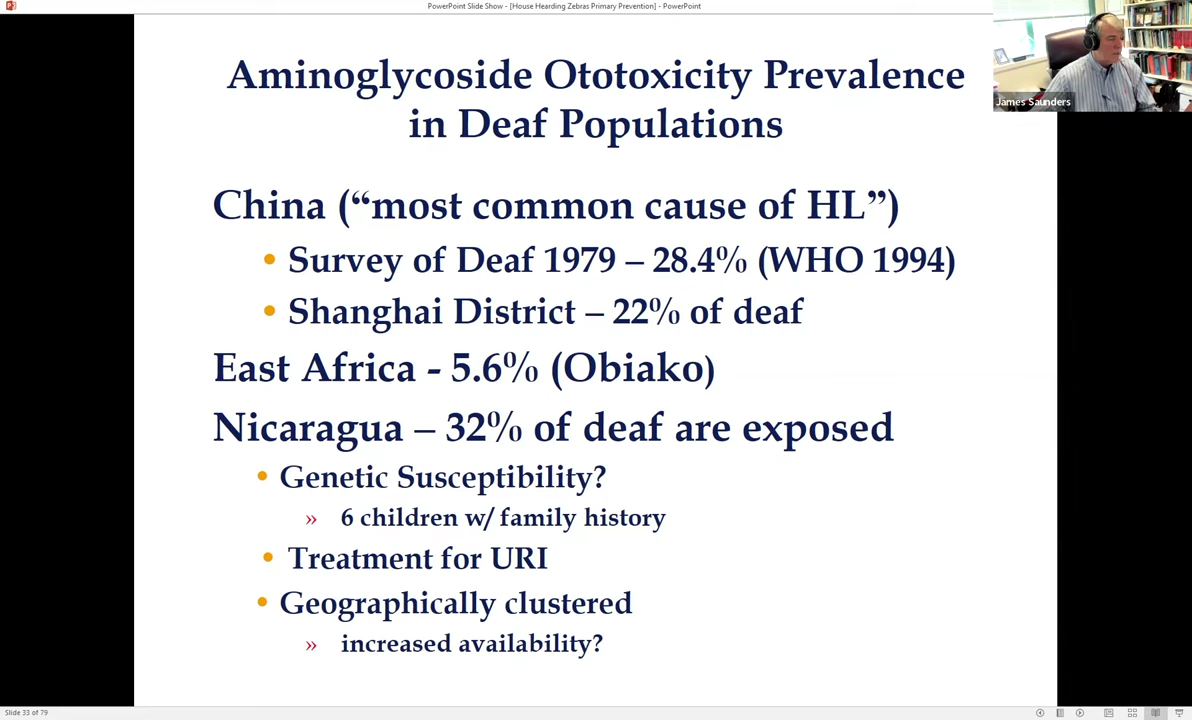 PowerPoint Slide Show - [House Hearding Zebras Primary Prevention] - PowerPoint
James Saunders
Aminoglycoside Ototoxicity Prevalence
in Deaf Populations
China (“most common cause of HL”)
• Survey of Deaf 1979 – 28.4% (WHO 1994)
• Shanghai District – 22% of deaf
East Africa - 5.6% (Obiako)
Nicaragua – 32% of deaf are exposed
• Genetic Susceptibility?
» 6 children w/ family history
• Treatment for URI
• Geographically clustered
» increased availability?
Slide 33 of 79